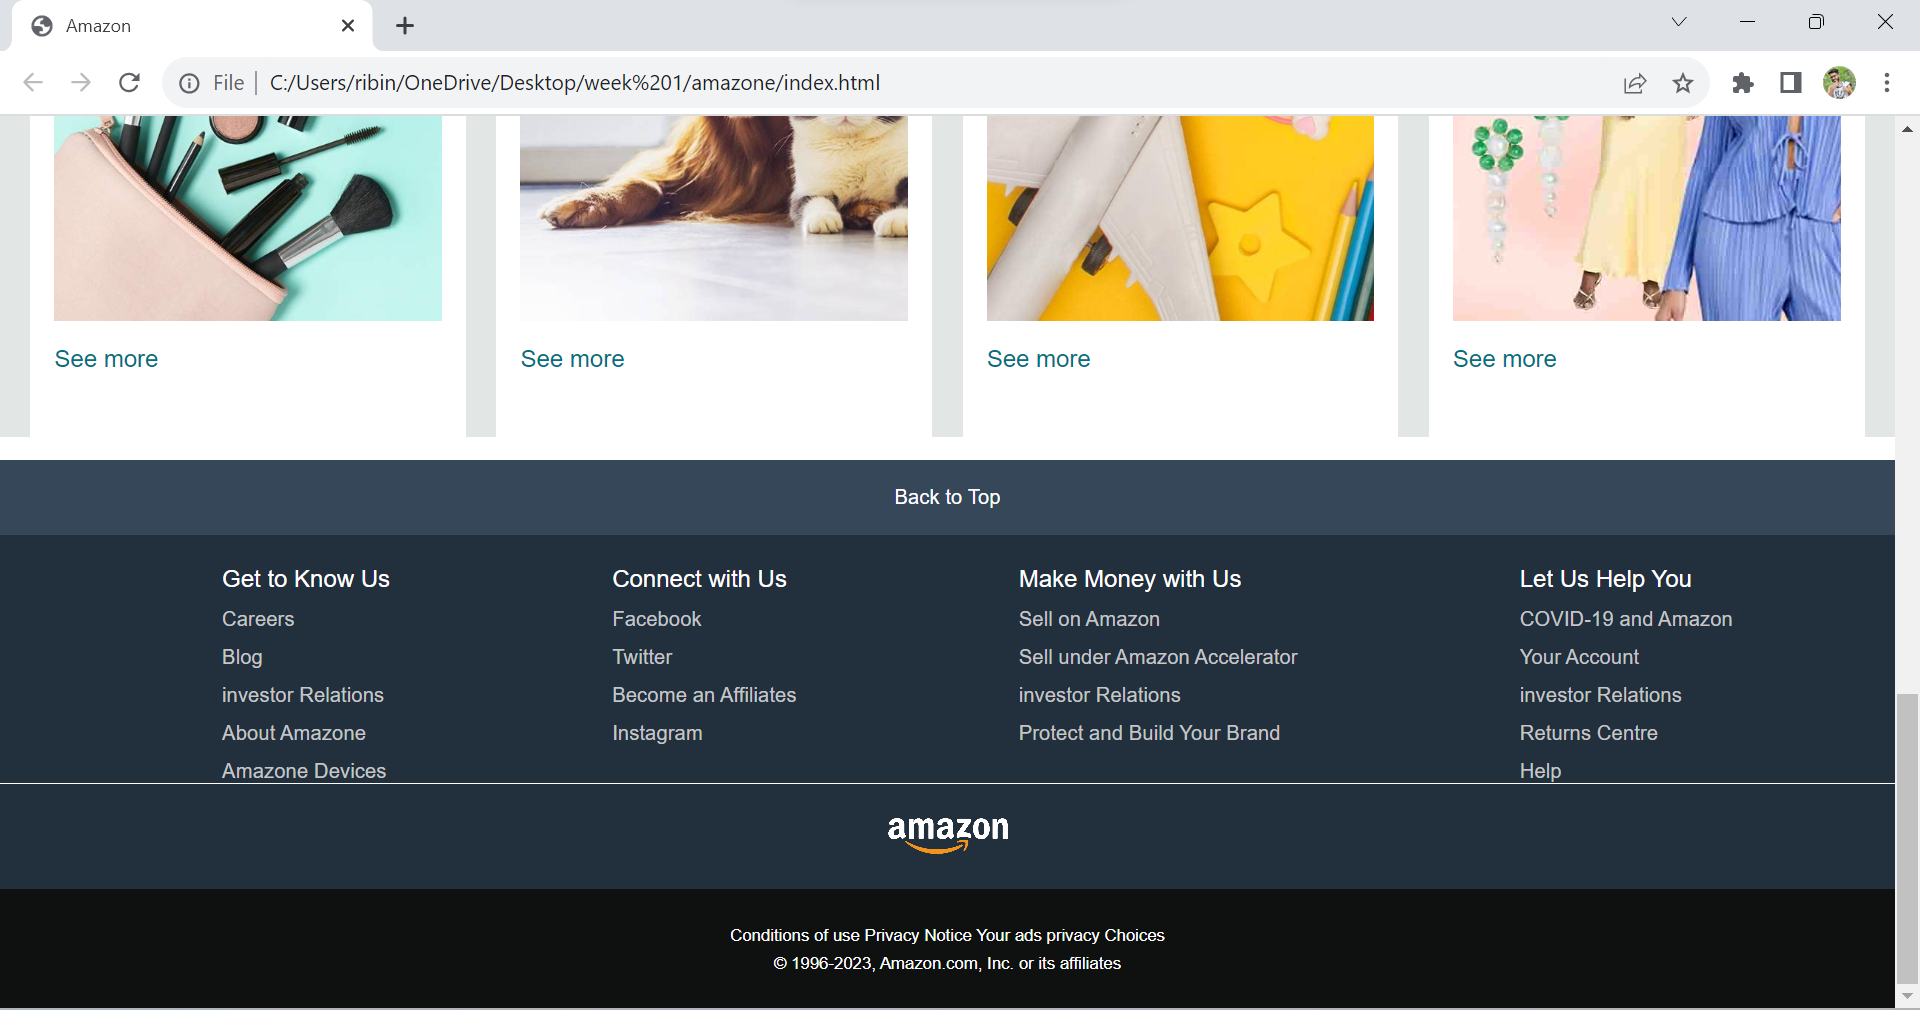 Amazon
File C:/Users/ribin/OneDrive/Desktop/week%201/amazone/index.html
See more See more See more See more
Back to Top
Get to Know Us
Careers
Blog
investor Relations
About Amazone
Amazone Devices
Connect with Us
Facebook
Twitter
Become an Affiliates
Instagram
Make Money with Us
Sell on Amazon
Sell under Amazon Accelerator
investor Relations
Protect and Build Your Brand
Let Us Help You
COVID-19 and Amazon
Your Account
investor Relations
Returns Centre
Help
amazon
Conditions of use Privacy Notice Your ads privacy Choices
© 1996-2023, Amazon.com, Inc. or its affiliates